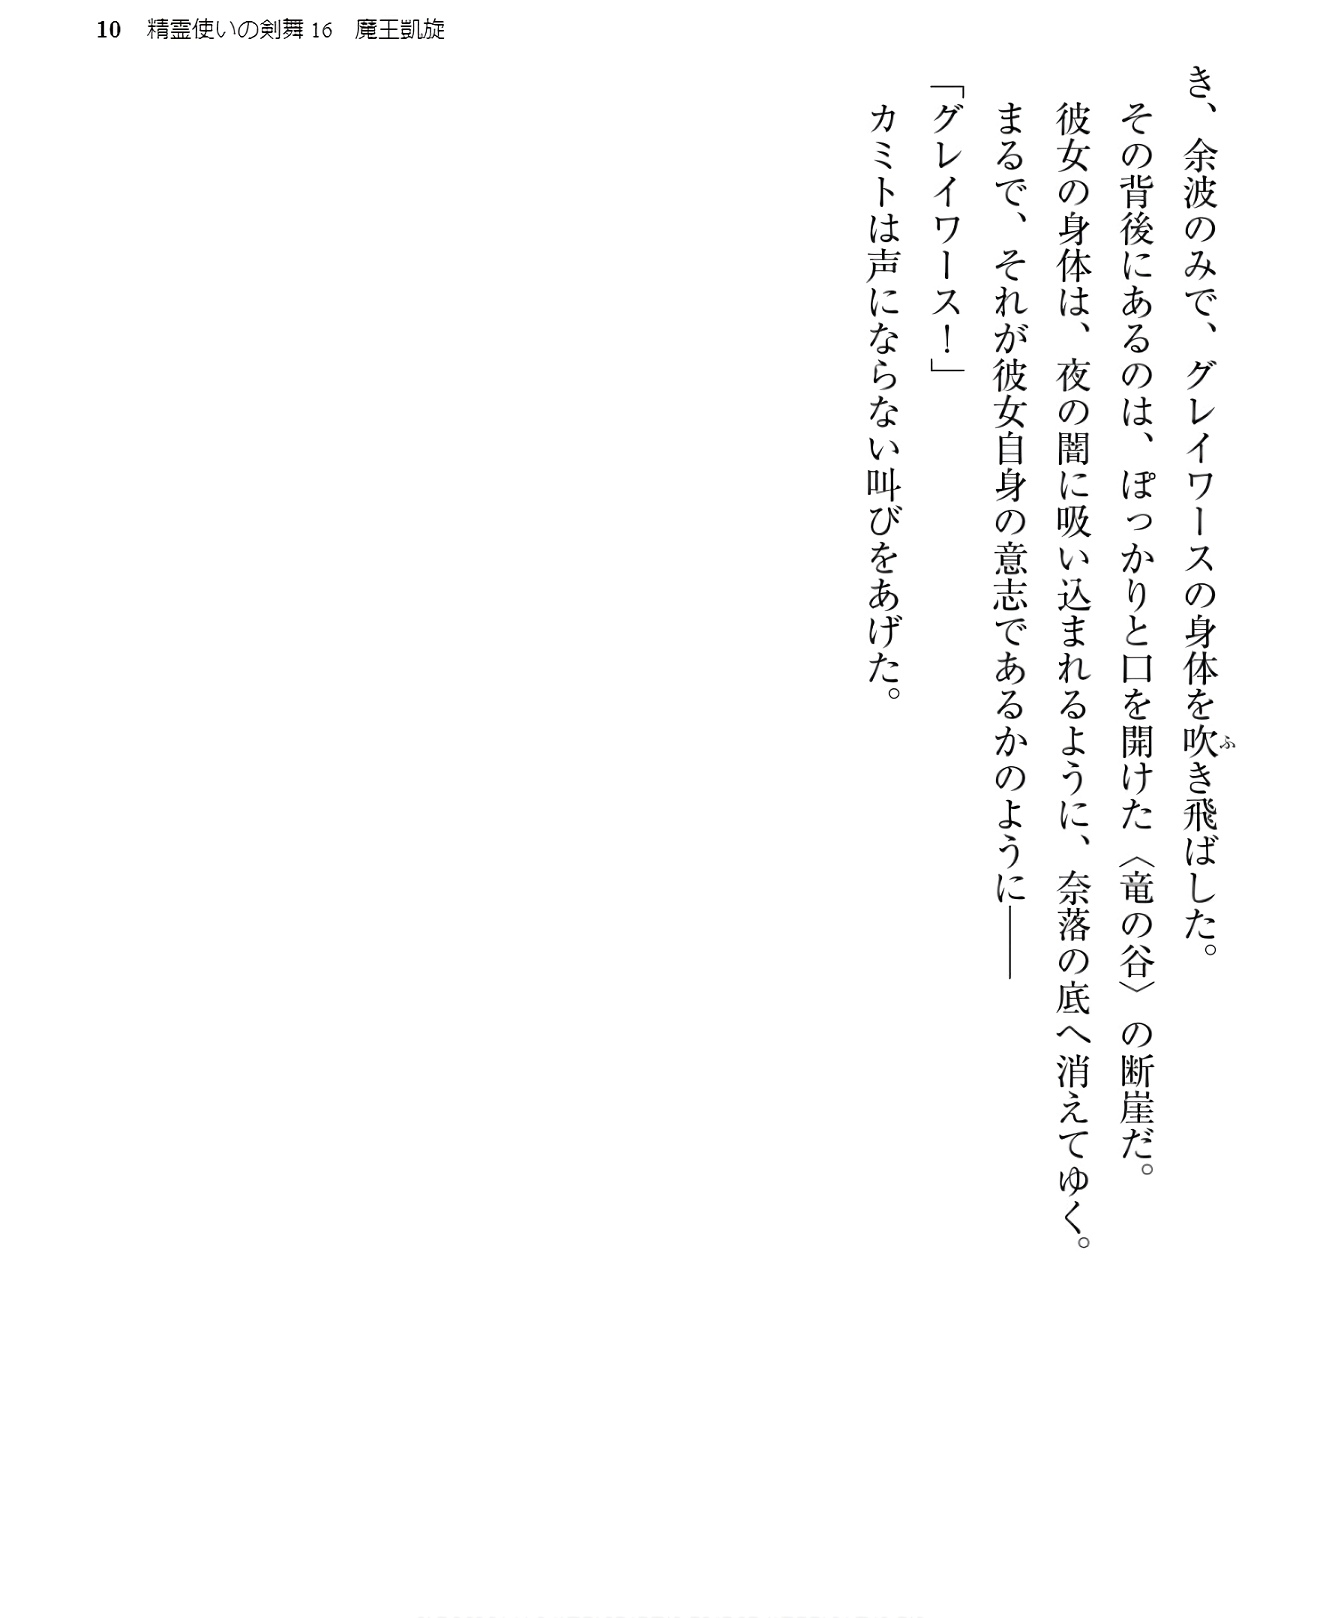 10 精霊使いの剣舞16 魔王凱旋
き、余波のみで、グレイワースの身体を吹き飛ばした。
ふ
その背後にあるのは、ぽっかりと口を開けた〈竜の谷〉の断崖だ。
彼女の身体は、夜の闇に吸い込まれるように、奈落の底へ消えてゆく。
まるで、それが彼女自身の意志であるかのように――
「グレイワース！」
カミトは声にならない叫びをあげた。